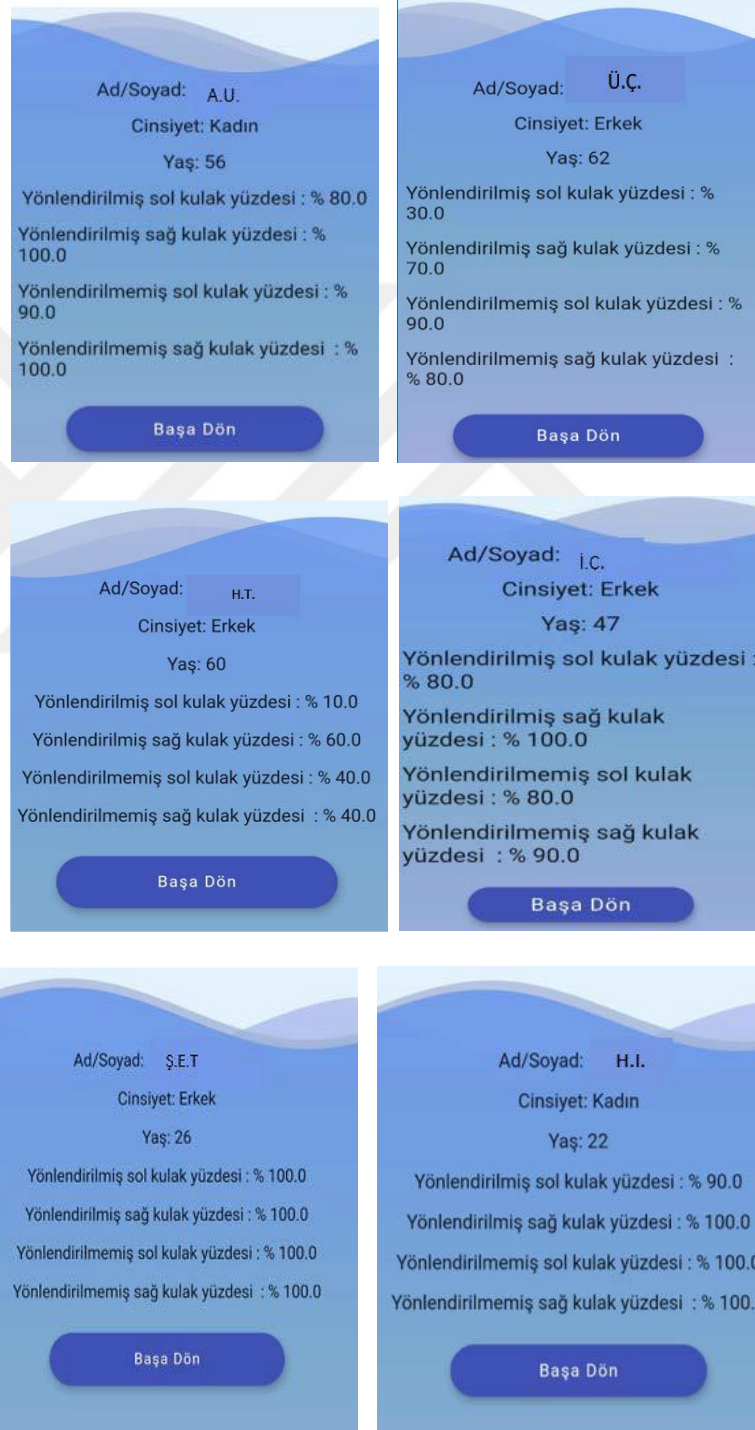 Ad/Soyad: A.U.
Cinsiyet: Kadın
Yaş: 56
Yönlendirilmiş sol kulak yüzdesi : % 80.0
Yönlendirilmiş sağ kulak yüzdesi : %
100.0
Yönlendirilmemiş sol kulak yüzdesi : %
90.0
Yönlendirilmemiş sağ kulak yüzdesi : %
100.0
Başa Dön
Ad/Soyad: Ü.Ç.
Cinsiyet: Erkek
Yaş: 62
Yönlendirilmiş sol kulak yüzdesi : %
30.0
Yönlendirilmiş sağ kulak yüzdesi : %
70.0
Yönlendirilmemiş sol kulak yüzdesi : %
90.0
Yönlendirilmemiş sağ kulak yüzdesi :
% 80.0
Başa Dön
Ad/Soyad: H.T.
Cinsiyet: Erkek
Yaş: 60
Yönlendirilmiş sol kulak yüzdesi : % 10.0
Yönlendirilmiş sağ kulak yüzdesi : % 60.0
Yönlendirilmemiş sol kulak yüzdesi : % 40.0
Yönlendirilmemiş sağ kulak yüzdesi : % 40.0
Başa Dön
Ad/Soyad: İ.Ç.
Cinsiyet: Erkek
Yaş: 47
Yönlendirilmiş sol kulak yüzdesi :
% 80.0
Yönlendirilmiş sağ kulak
yüzdesi : % 100.0
Yönlendirilmemiş sol kulak
yüzdesi : % 80.0
Yönlendirilmemiş sağ kulak
yüzdesi : % 90.0
Başa Dön
Ad/Soyad: Ş.E.T
Cinsiyet: Erkek
Yaş: 26
Yönlendirilmiş sol kulak yüzdesi : % 100.0
Yönlendirilmiş sağ kulak yüzdesi : % 100.0
Yönlendirilmemiş sol kulak yüzdesi : % 100.0
Yönlendirilmemiş sağ kulak yüzdesi : % 100.0
Başa Dön
Ad/Soyad: H.I.
Cinsiyet: Kadın
Yaş: 22
Yönlendirilmiş sol kulak yüzdesi : % 90.0
Yönlendirilmiş sağ kulak yüzdesi : % 100.0
Yönlendirilmemiş sol kulak yüzdesi : % 100.0
Yönlendirilmemiş sağ kulak yüzdesi : % 100.
Başa Dön